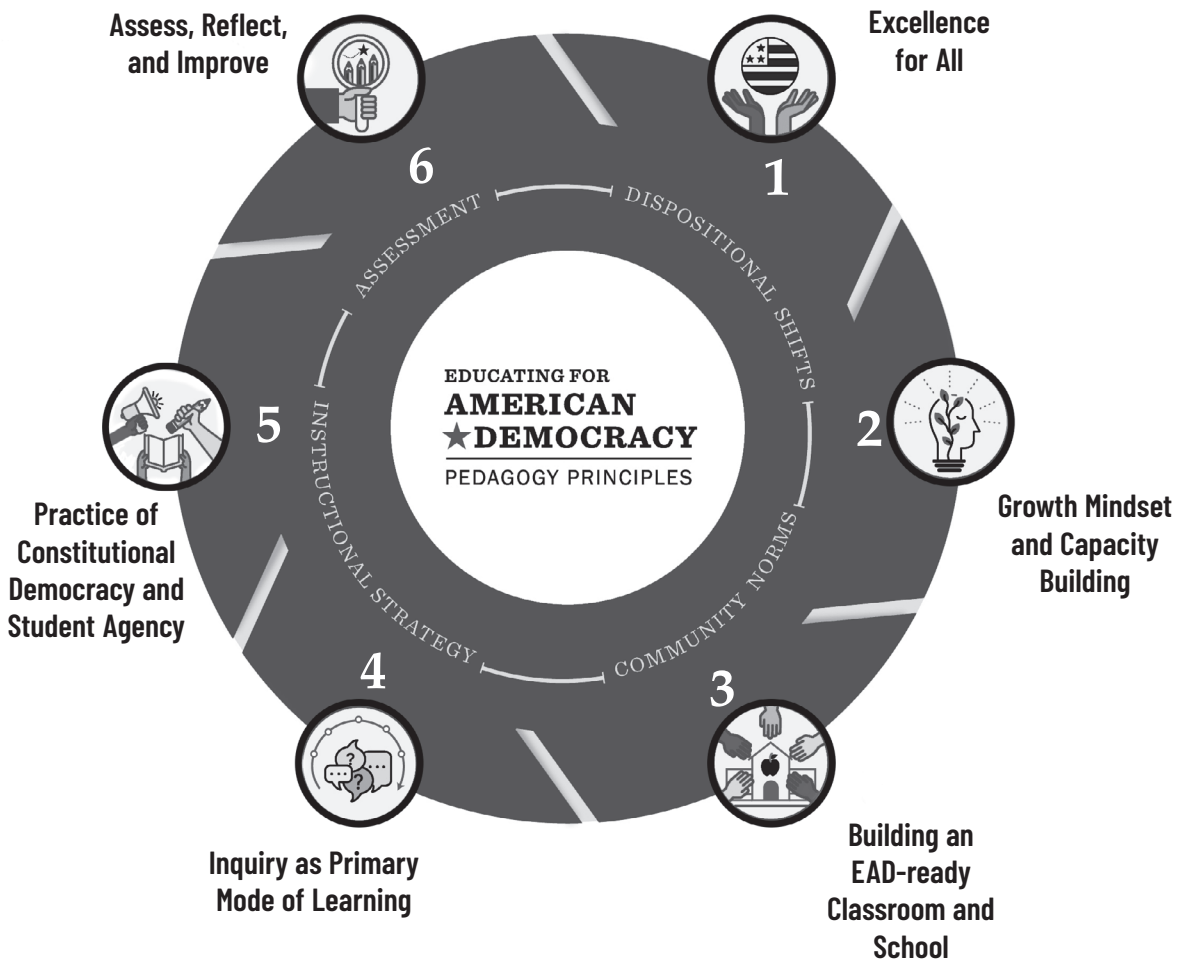 Assess, Reflect,
and Improve
Excellence
for All
6
1
ASSESSMENT
DISPOSITIONAL SHIFTS
EDUCATING FOR
AMERICAN
DEMOCRACY
PEDAGOGY PRINCIPLES
5
2
INSTRUCTIONAL STRATEGY
COMMUNITY NORMS
Practice of
Constitutional
Democracy and
Student Agency
Growth Mindset
and Capacity
Building
4
3
? ... ... ?
Inquiry as Primary
Mode of Learning
Building an
EAD-ready
Classroom and
School